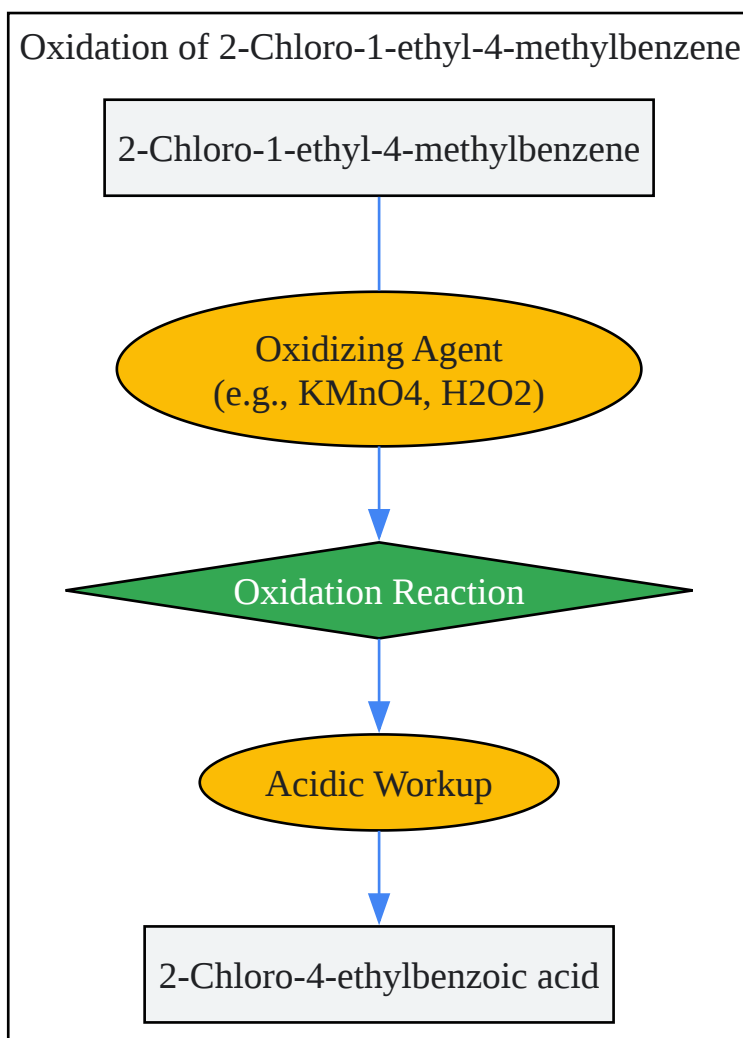 Oxidation of 2-Chloro-1-ethyl-4-methylbenzene
2-Chloro-1-ethyl-4-methylbenzene
Oxidizing Agent
(e.g., KMnO4, H2O2)
Oxidation Reaction
Acidic Workup
2-Chloro-4-ethylbenzoic acid